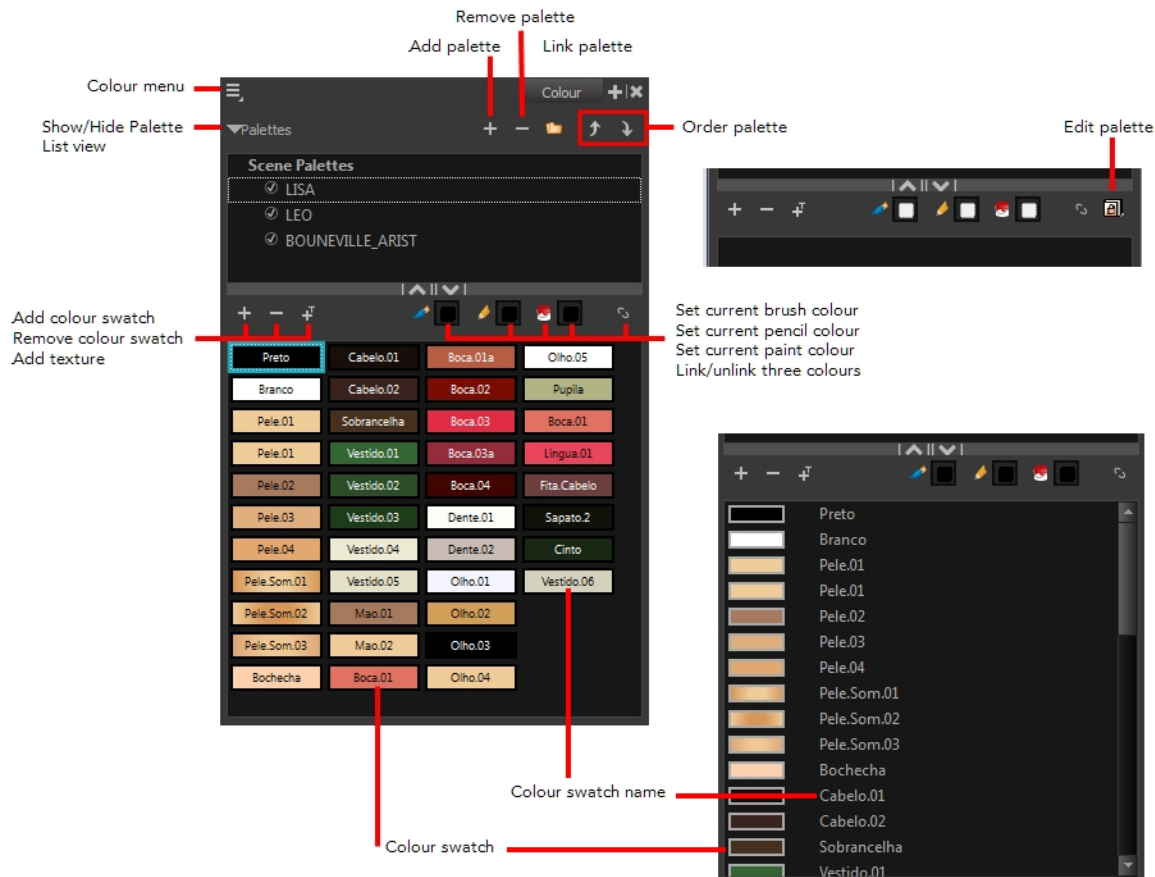 Remove palette
Add palette
Link palette
Colour menu
Colour
Show/Hide Palette
List view
Palettes
Order palette
Edit palette
Scene Palettes
LISA
LEO
BOUNEVILLE_ARIST
Add colour swatch
Remove colour swatch
Add texture
Set current brush colour
Set current pencil colour
Set current paint colour
Link/unlink three colours
Preto Cabelo.01 Boca.01a Olho.05
Branco Cabelo.02 Boca.02 Pupila
Pele.01 Sobrancelha Boca.03 Boca.01
Pele.01 Vestido.01 Boca.03a Lingua.01
Pele.02 Vestido.02 Boca.04 Fita.Cabelo
Pele.03 Vestido.03 Dente.01 Sapato.2
Pele.04 Vestido.04 Dente.02 Cinto
Pele.Som.01 Vestido.05 Olho.01 Vestido.06
Pele.Som.02 Mao.01 Olho.02
Pele.Som.03 Mao.02 Olho.03
Bochecha Boca.01 Olho.04
Preto
Branco
Pele.01
Pele.01
Pele.02
Pele.03
Pele.04
Pele.Som.01
Pele.Som.02
Pele.Som.03
Bochecha
Cabelo.01
Cabelo.02
Sobrancelha
Vestido.01
Colour swatch name
Colour swatch